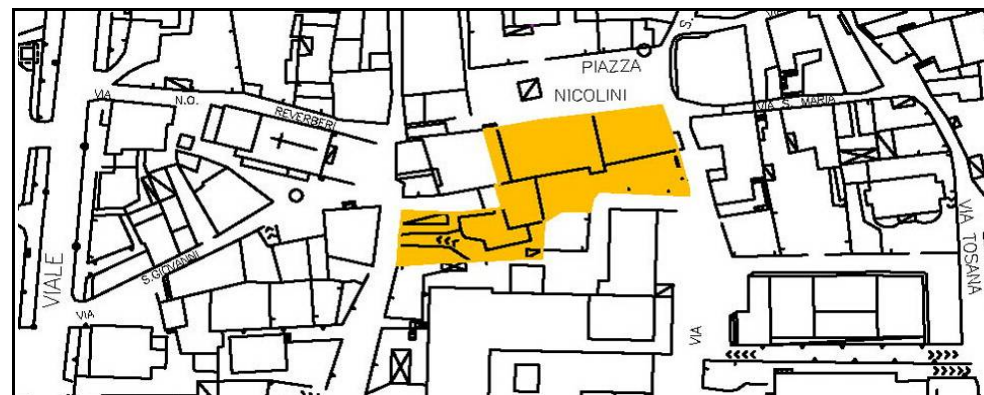 PIAZZA
NICOLINI
VIA
N.O.
REVERBERI
VIA S. MARIA
S.
VIA TOSANA
VIALE
S.GIOVANNI
VIA
VIA